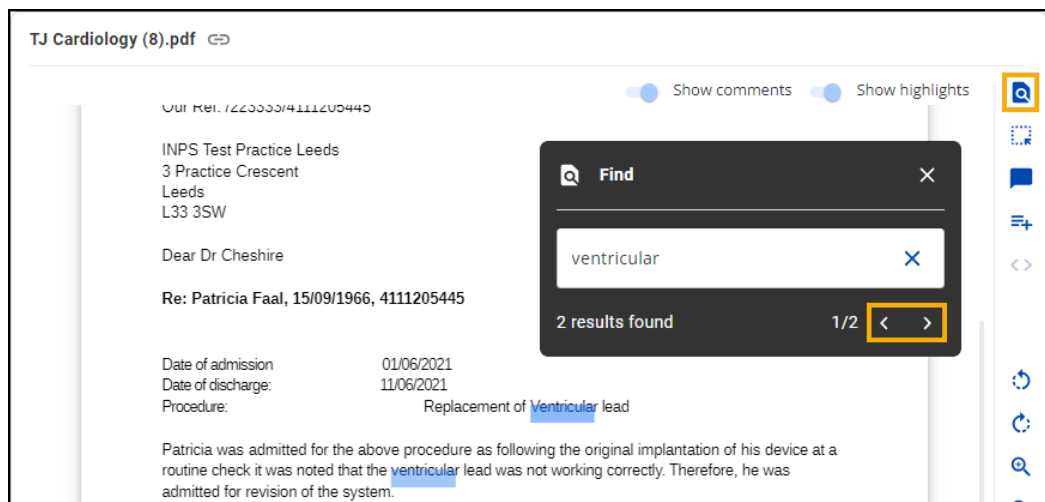 TJ Cardiology (8).pdf
Show comments
Show highlights
Our Ref: /223333/4111205445
INPS Test Practice Leeds
3 Practice Crescent
Leeds
L33 3SW
Dear Dr Cheshire
Re: Patricia Faal, 15/09/1966, 4111205445
Find
ventricular
2 results found 1/2
Date of admission 01/06/2021
Date of discharge: 11/06/2021
Procedure: Replacement of Ventricular lead
Patricia was admitted for the above procedure as following the original implantation of his device at a
routine check it was noted that the ventricular lead was not working correctly. Therefore, he was
admitted for revision of the system.